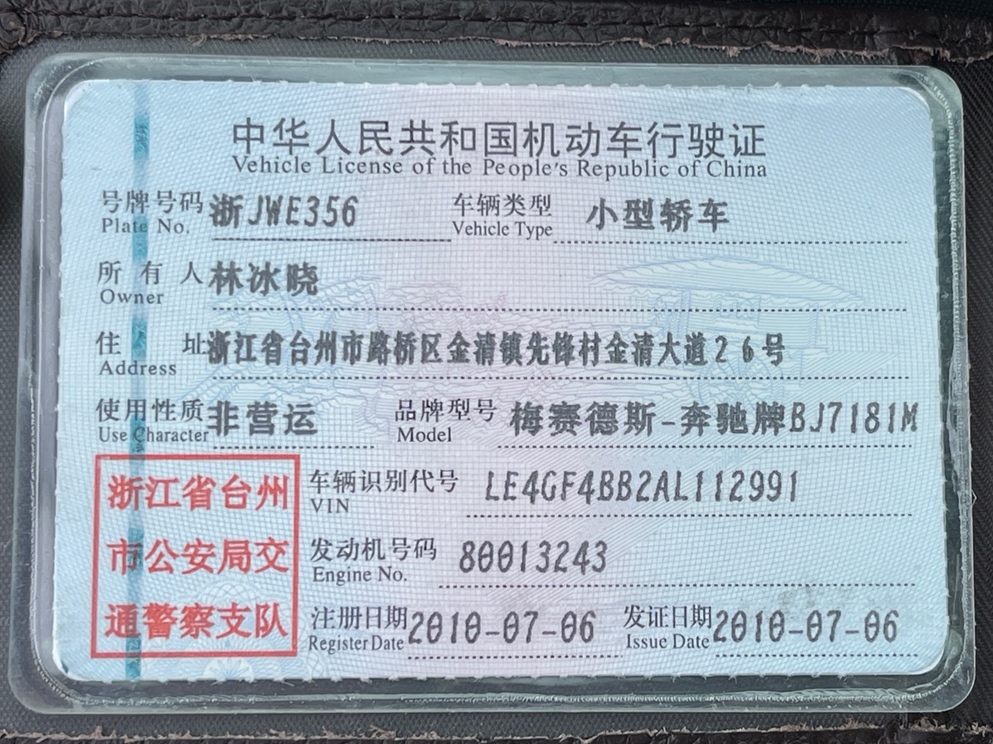 中华人民共和国机动车行驶证
Vehicle License of the People's Republic of China
号牌号码 浙JWE356 车辆类型 小型轿车
Plate No. Vehicle Type
所有人 林冰晓
Owner
住址 浙江省台州市路桥区金清镇先锋村金清大道26号
Address
使用性质 非营运 品牌型号 梅赛德斯-奔驰牌BJ7181M
Use Character Model
浙江省台州
市公安局交
通警察支队
车辆识别代号 LE4GF4BB2AL112991
VIN
发动机号码 80013243
Engine No.
注册日期 2010-07-06 发证日期 2010-07-06
Register Date Issue Date